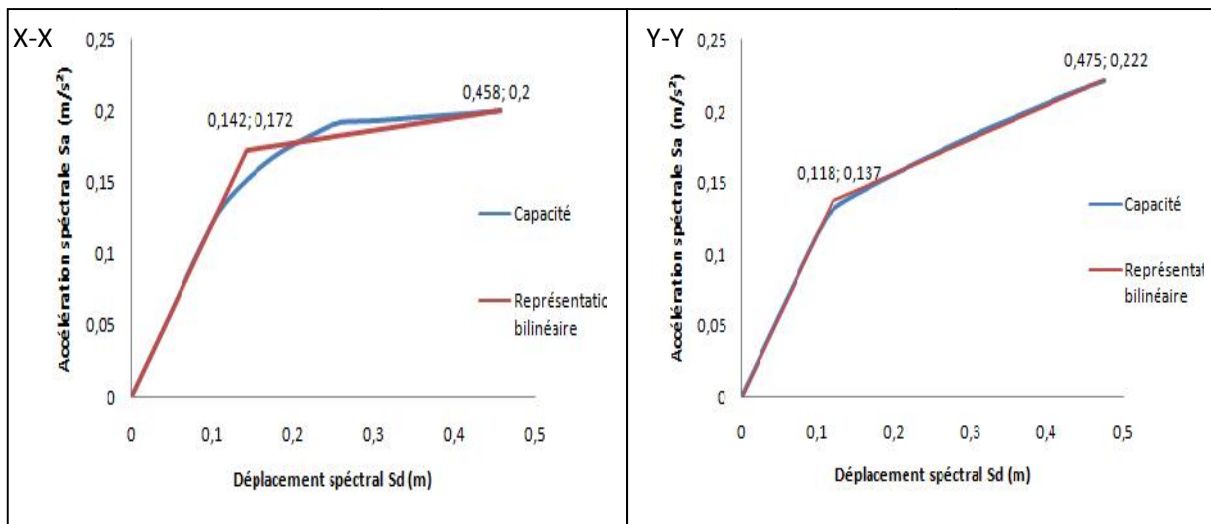 X-X
0,25
0,2
0,15
0,1
0,05
0
0
0,1
0,2
0,3
0,4
0,5
Accélération spéctrale Sa (m/s²)
Déplacement spéctral Sd (m)
0,142; 0,172
0,458; 0,2
Capacité
Représentatio
bilinéaire
Y-Y
0,25
0,2
0,15
0,1
0,05
0
0
0,1
0,2
0,3
0,4
0,5
Accélération spéctrale Sa (m/s²)
Déplacement spéctral Sd (m)
0,118; 0,137
0,475; 0,222
Capacité
Représentat
bilinéaire